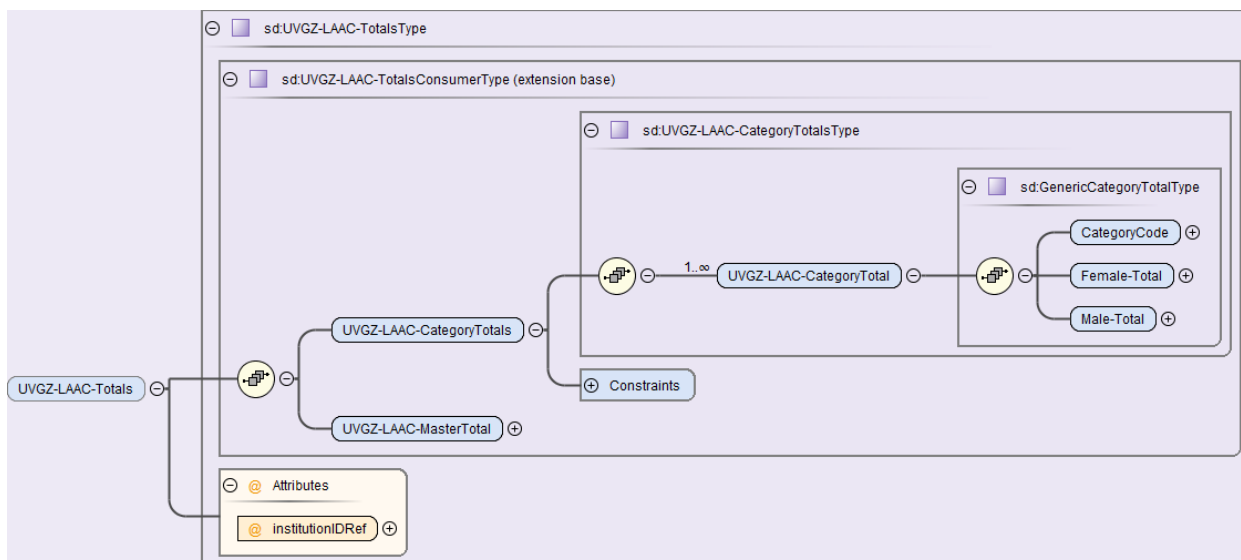 sd:UVGZ-LAAC-TotalsType
sd:UVGZ-LAAC-TotalsConsumerType (extension base)
sd:UVGZ-LAAC-CategoryTotalsType
sd:GenericCategoryTotalType
CategoryCode
1..∞
UVGZ-LAAC-CategoryTotal
Female-Total
Male-Total
UVGZ-LAAC-CategoryTotals
Constraints
UVGZ-LAAC-Totals
UVGZ-LAAC-MasterTotal
@ Attributes
@ institutionIDRef